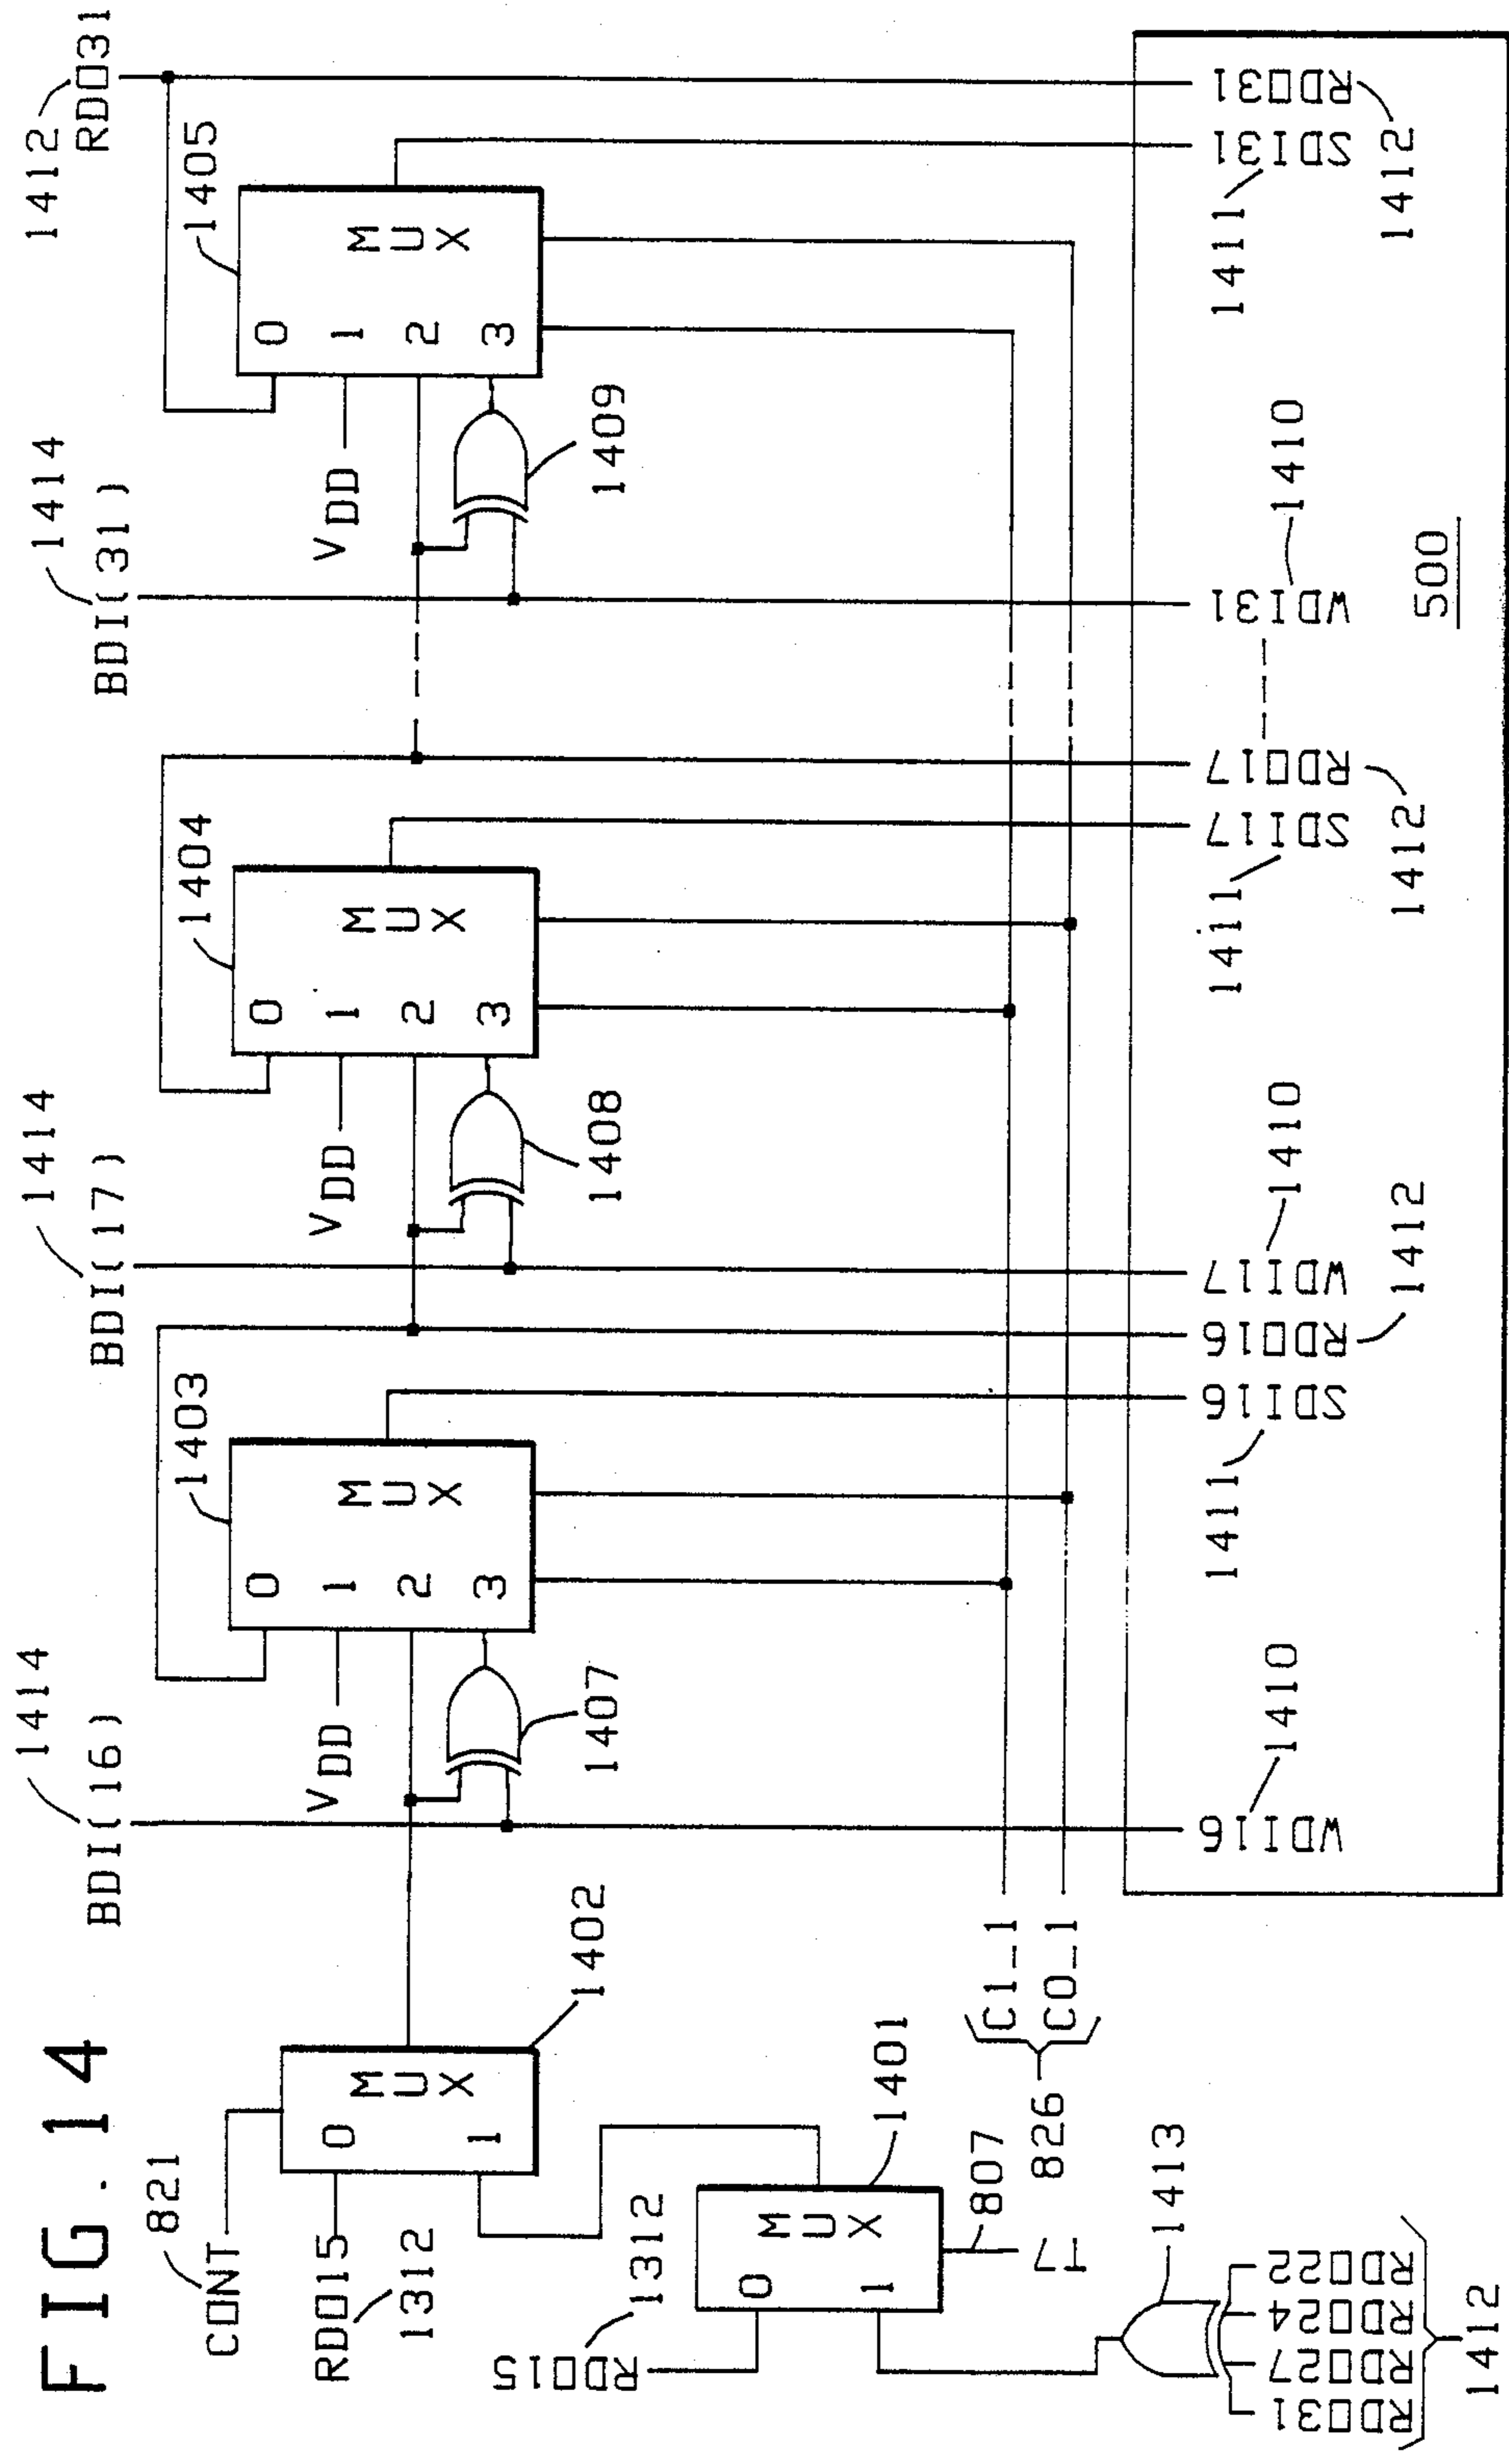 FIG. 14
CONT
821
RDO15
1312
MUX
0
1
1402
RDO15
1312
MUX
0
1
1401
807
T7
1413
RDO31
RDO27
RDO24
RDO22
1412
BDI(16)
1414
VDD
0
1
2
3
MUX
1403
1407
BDI(17)
1414
VDD
0
1
2
3
MUX
1404
1408
BDI(31)
1414
VDD
0
1
2
3
MUX
1405
1409
1412
RDO31
826
C1_1
C0_1
WDI16
1410
SDI16
1411
RDO16
1412
WDI17
1410
SDI17
1411
RDO17
1412
WDI31
1410
SDI31
1411
RDO31
1412
500